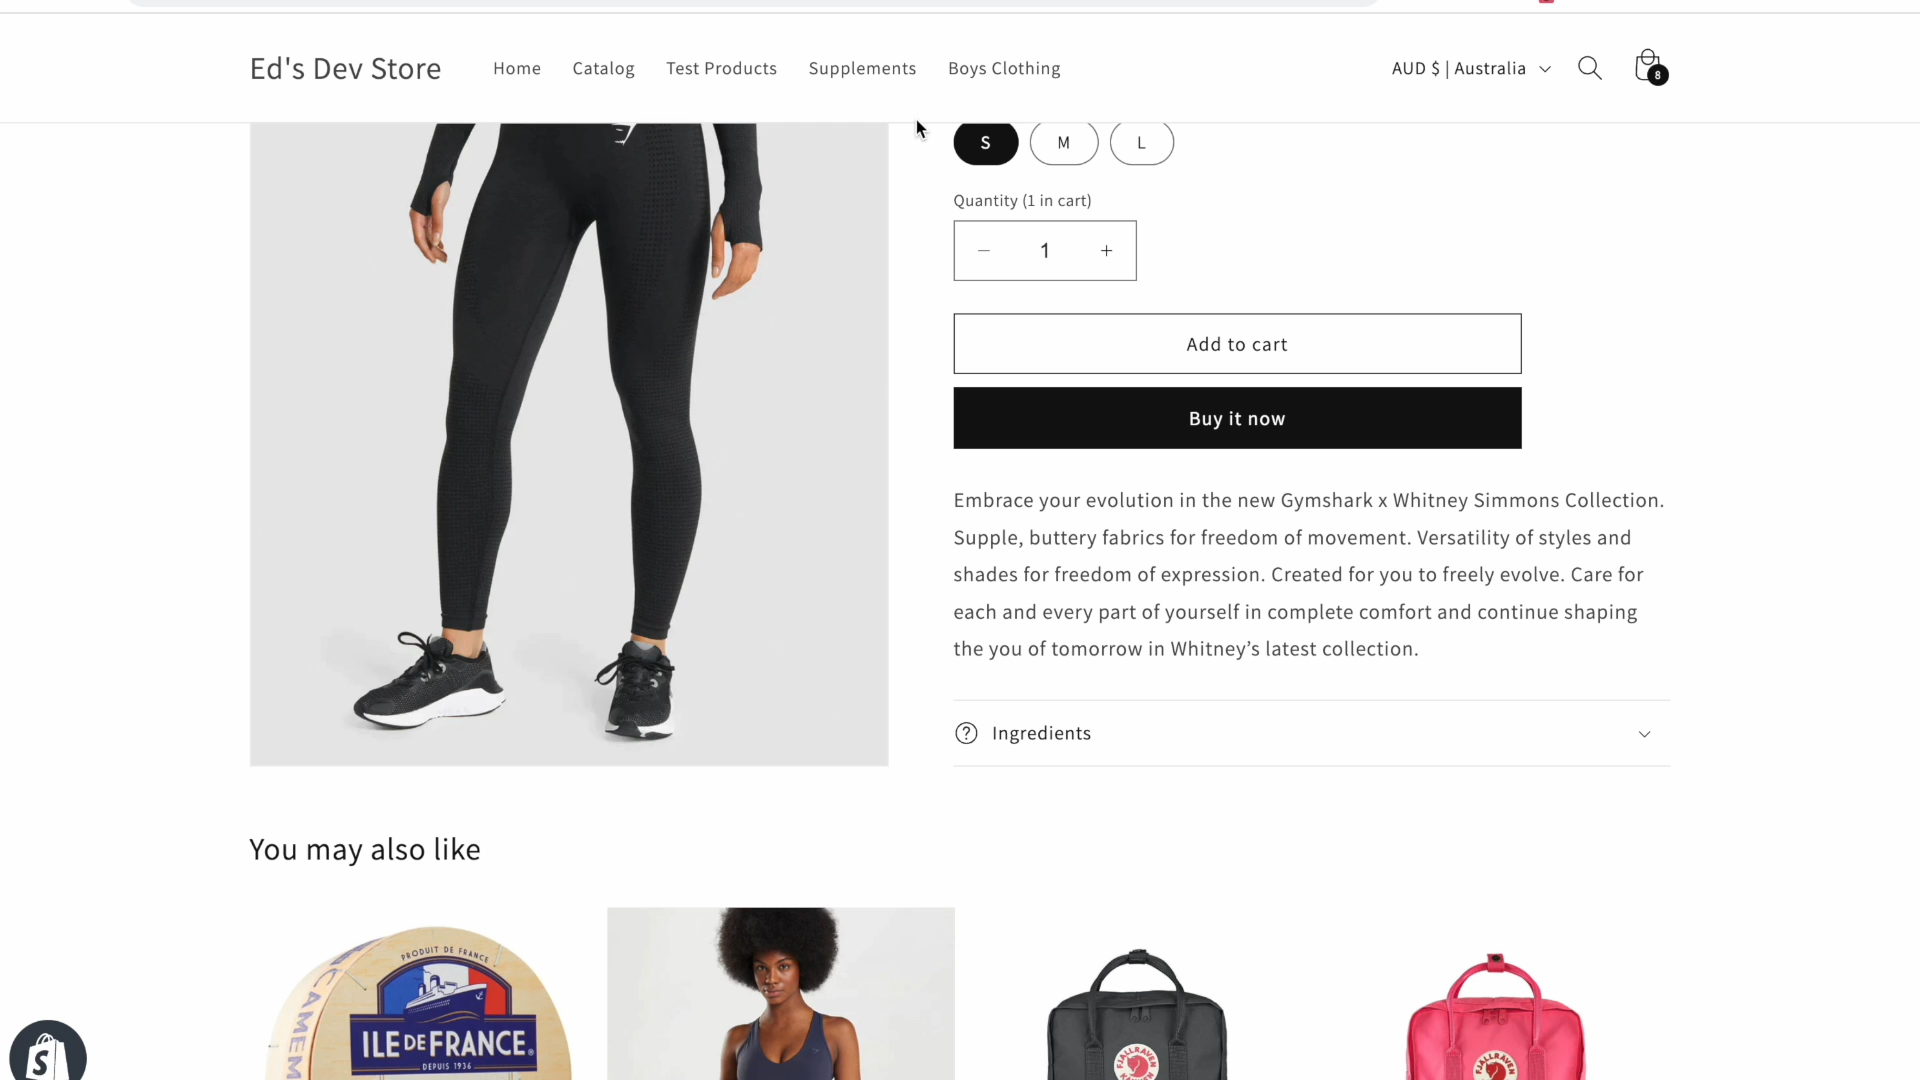 Ed's Dev Store
Home
Catalog
Test Products
Supplements
Boys Clothing
AUD $ | Australia
8
S
M
L
Quantity (1 in cart)
1
Add to cart
Buy it now
Embrace your evolution in the new Gymshark x Whitney Simmons Collection.
Supple, buttery fabrics for freedom of movement. Versatility of styles and
shades for freedom of expression. Created for you to freely evolve. Care for
each and every part of yourself in complete comfort and continue shaping
the you of tomorrow in Whitney’s latest collection.
Ingredients
You may also like
PRODUIT DE FRANCE
CAMEM
ILE DE FRANCE
DEPUIS 1936
FJÄLLRÄVEN
FJÄLLRÄVEN